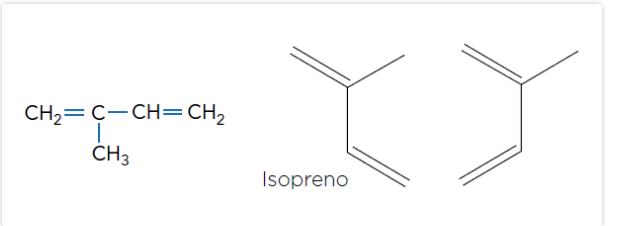 CH₂=C–CH=CH₂
CH₃
Isopreno